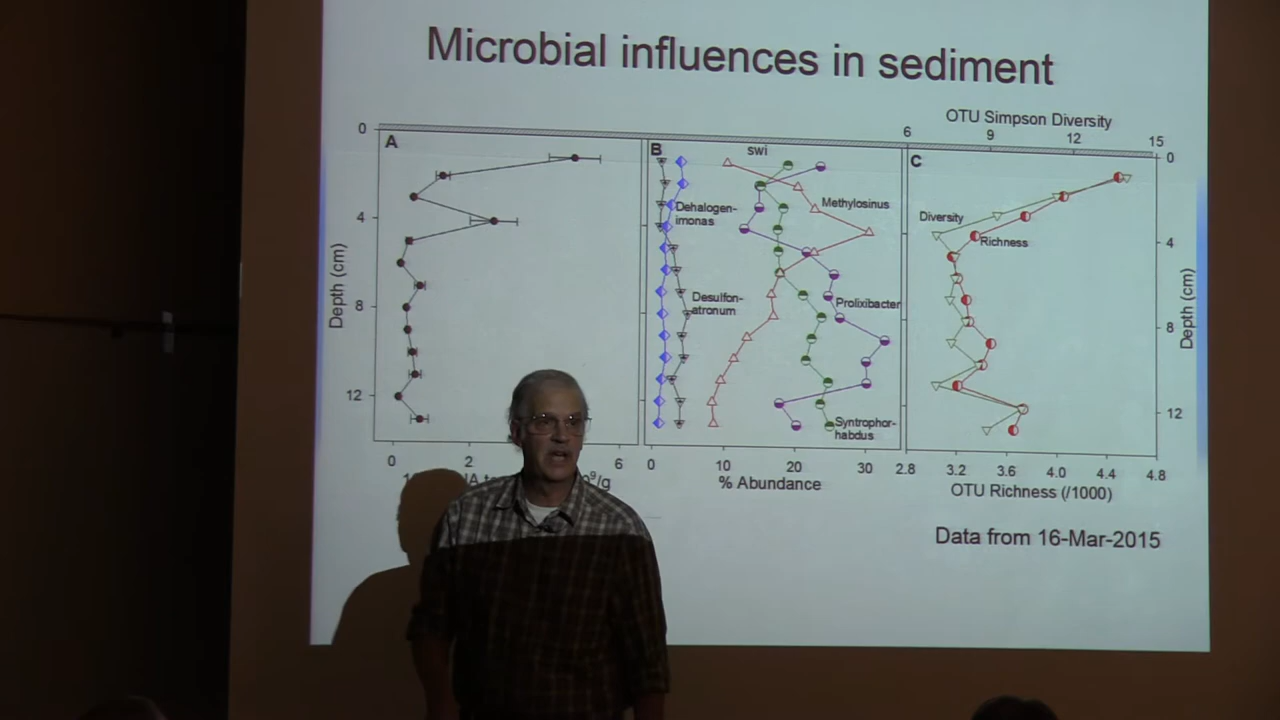 Microbial influences in sediment
OTU Simpson Diversity
6 9 12 15
0
4
8
12
Depth (cm)
A
0 2 6
B
swi
Dehalogen-
imonas
Methylosinus
Desulfon-
atronum
Prolixibacter
Syntrophor-
habdus
0 10 20 30
% Abundance
C
Diversity
Richness
2.8 3.2 3.6 4.0 4.4 4.8
OTU Richness (/1000)
0
4
8
12
Depth (cm)
Data from 16-Mar-2015